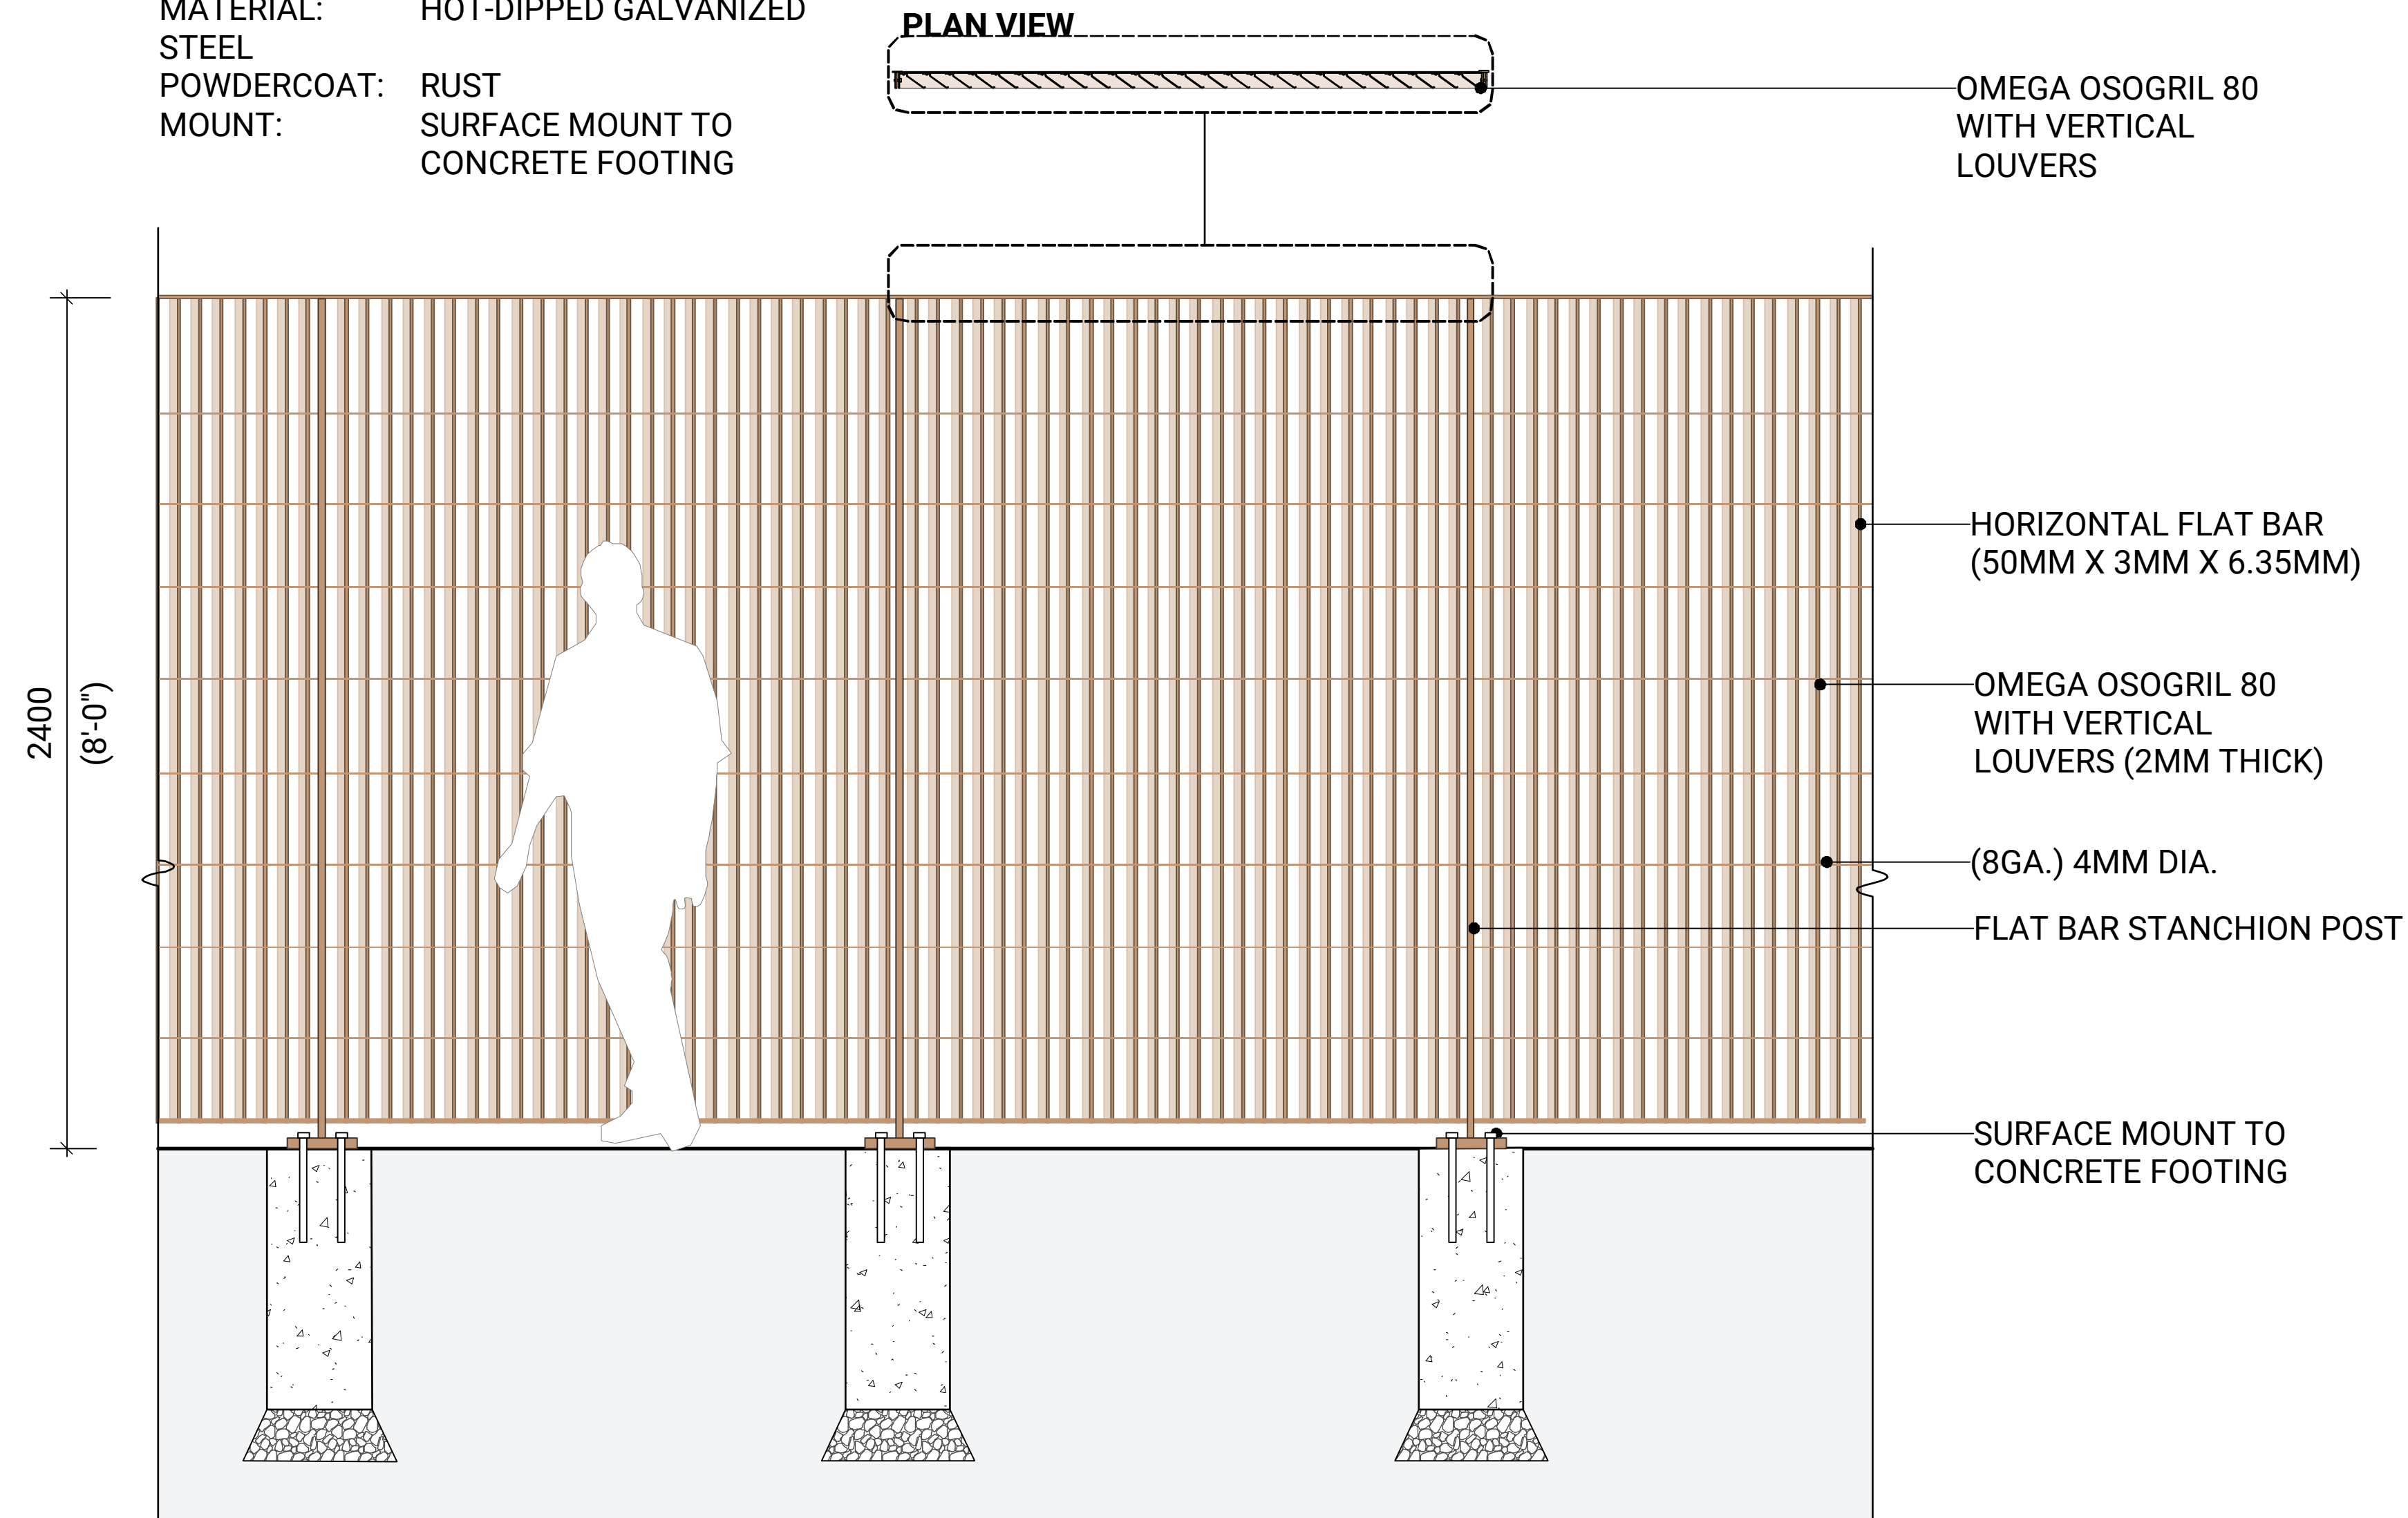 MATERIAL: HOT-DIPPED GALVANIZED
STEEL
POWDERCOAT: RUST
MOUNT: SURFACE MOUNT TO
CONCRETE FOOTING
PLAN VIEW
OMEGA OSOGRIL 80
WITH VERTICAL
LOUVERS
2400
(8'-0")
HORIZONTAL FLAT BAR
(50MM X 3MM X 6.35MM)
OMEGA OSOGRIL 80
WITH VERTICAL
LOUVERS (2MM THICK)
(8GA.) 4MM DIA.
FLAT BAR STANCHION POST
SURFACE MOUNT TO
CONCRETE FOOTING